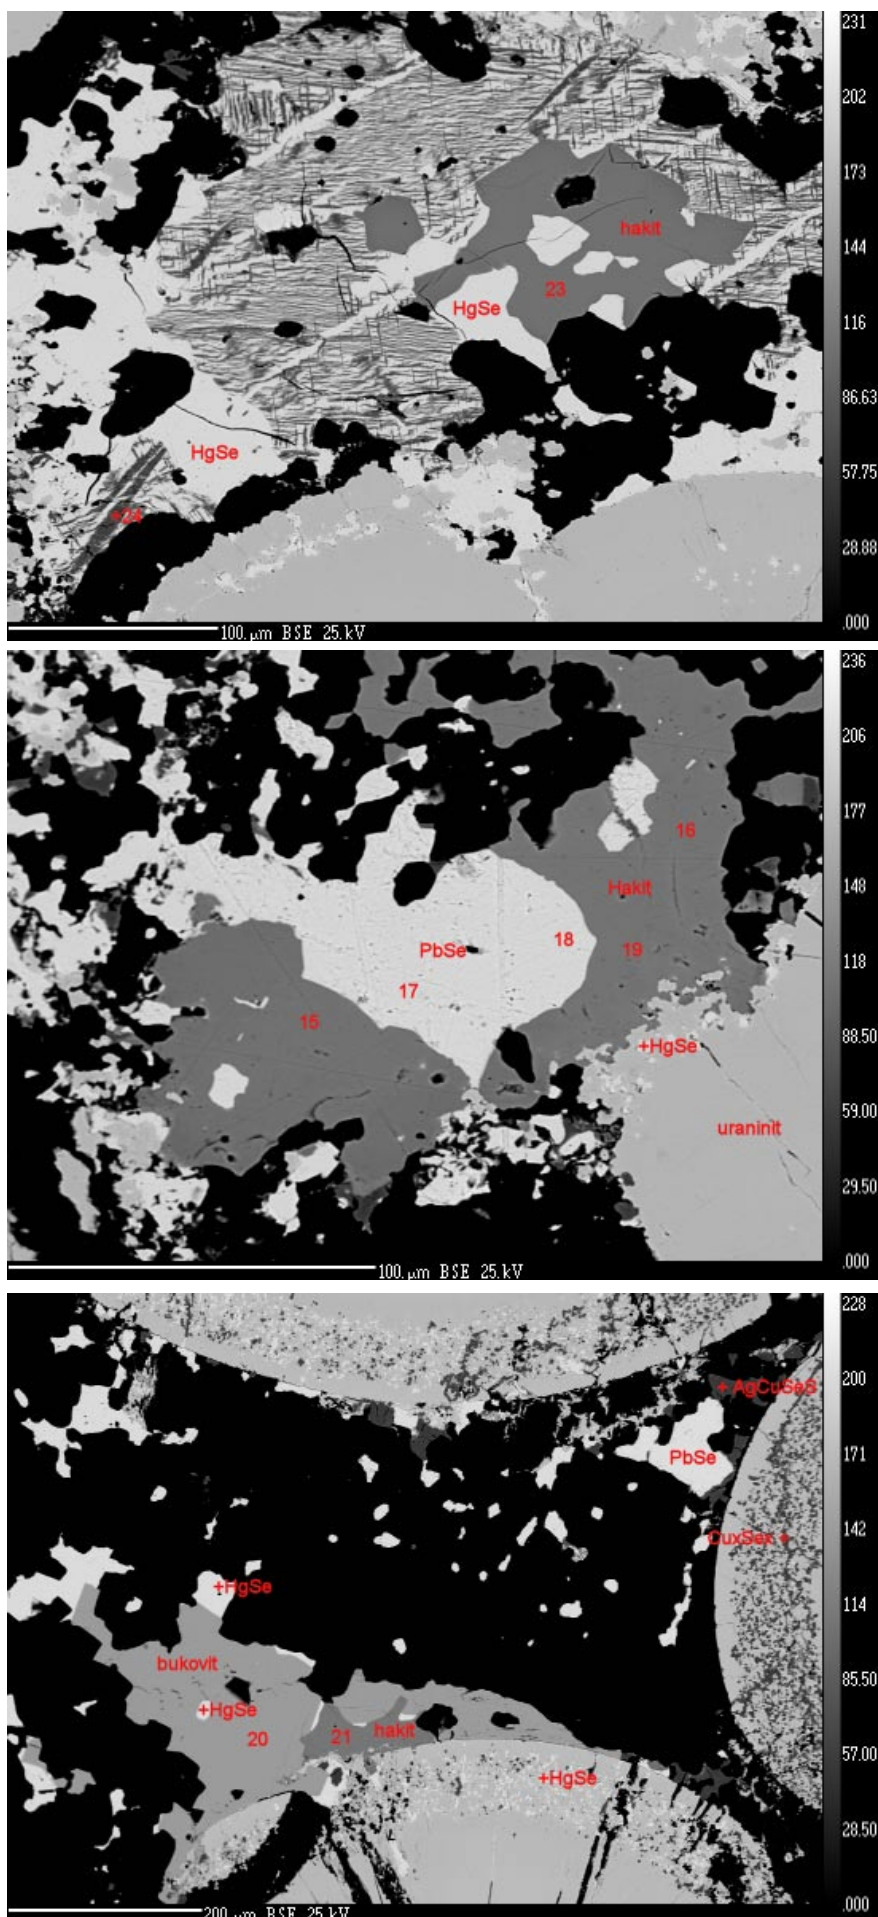 231
202
173
144
116
86.63
57.75
28.88
.000
hakit
23
HgSe
HgSe
+24
100. µm BSE 25.kV
236
206
177
148
118
88.50
59.00
29.50
.000
16
Hakit
18
PbSe
19
17
15
+HgSe
uraninit
100. µm BSE 25.kV
228
200
171
142
114
85.50
57.00
28.50
.000
+ AgCuSeS
PbSe
CuxSex +
+HgSe
bukovit
+HgSe
20
21
hakit
+HgSe
200 µm BSE 25.kV